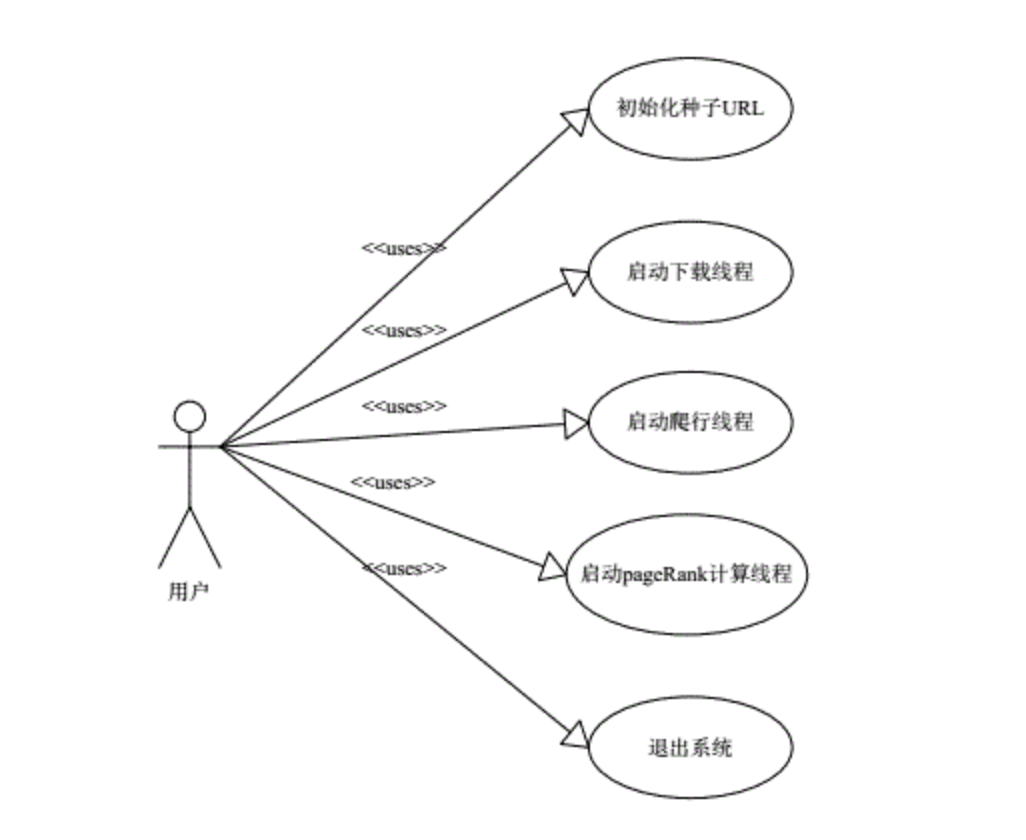 初始化种子URL
<<uses>>
启动下载线程
<<uses>>
<<uses>>
启动爬行线程
<<uses>>
启动pageRank计算线程
<<uses>>
用户
退出系统